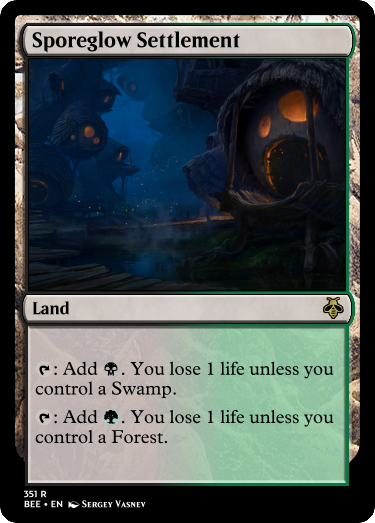 Sporeglow Settlement
Land
: Add . You lose 1 life unless you
control a Swamp.
: Add . You lose 1 life unless you
control a Forest.
351 R
BEE • EN Sergey Vasnev